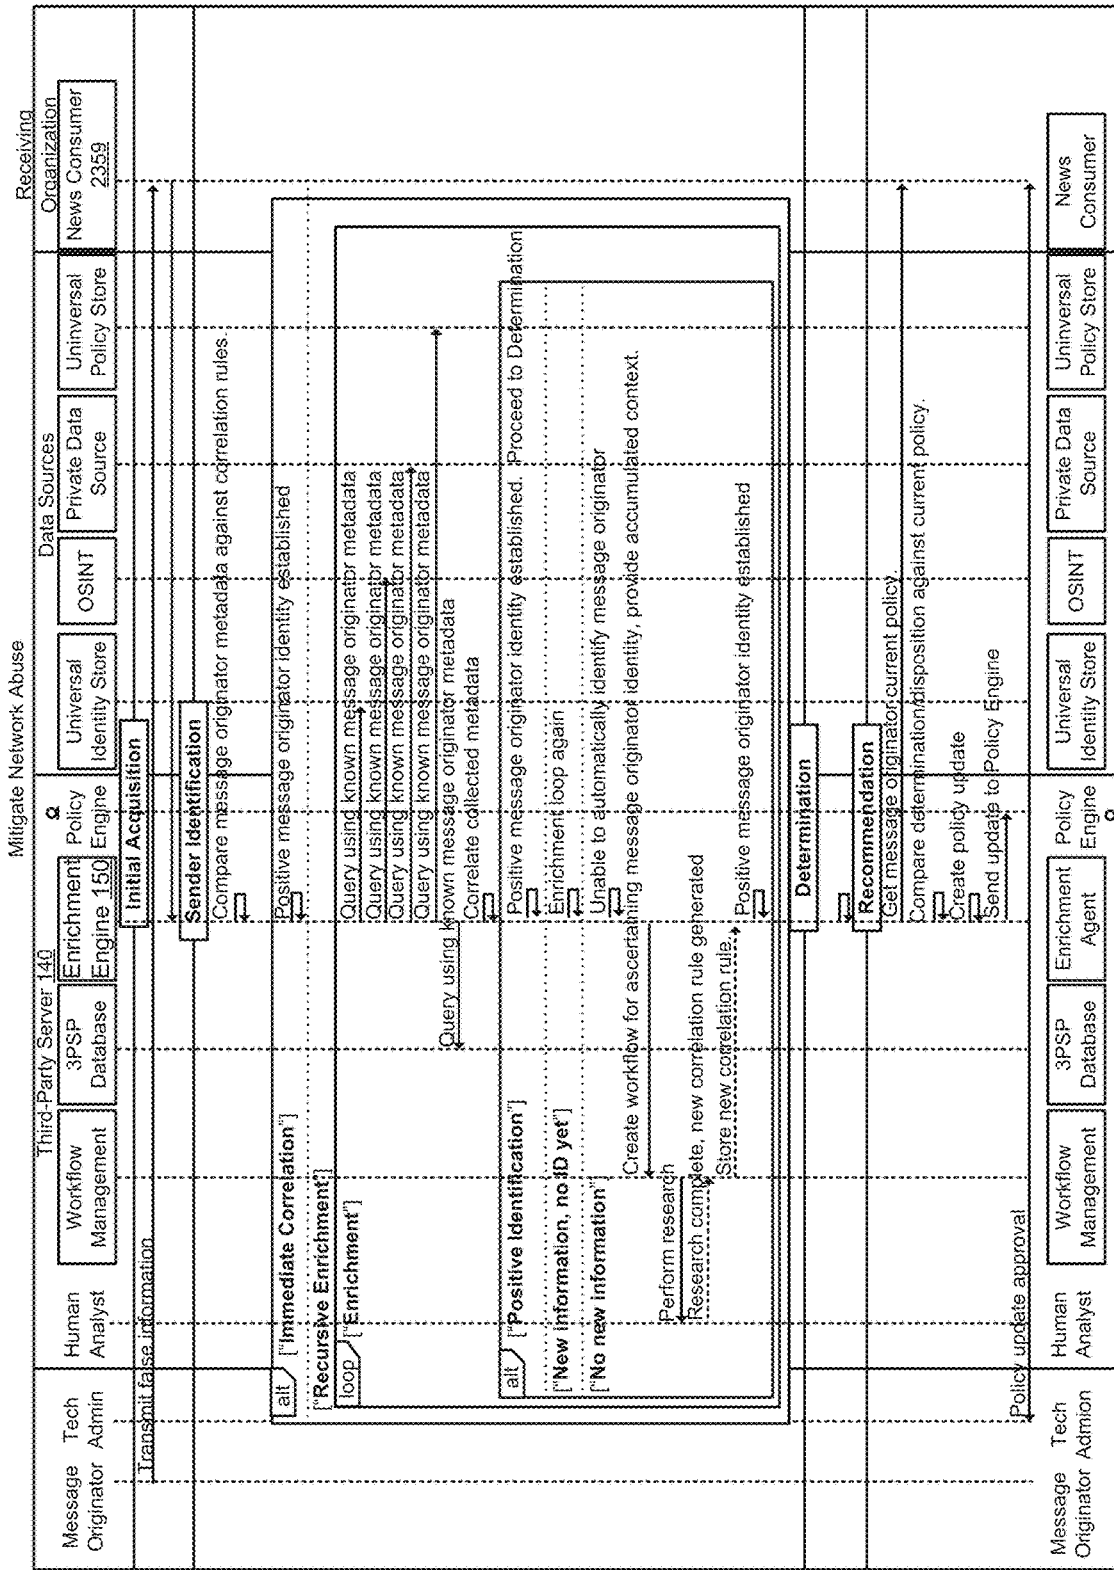 Mitigate Network Abuse
Third-Party Server 140
Data Sources
Receiving
Organization
Message
Originator
Tech
Admin
Human
Analyst
Workflow
Management
3PSP
Database
Enrichment
Engine 150
Policy
Engine
Universal
Identity Store
OSINT
Private Data
Source
Uninversal
Policy Store
News Consumer
2359
Initial Acquisition
Transmit false information
Sender Identification
Compare message originator metadata against correlation rules.
alt
["Immediate Correlation"]
Positive message originator identity established
["Recursive Enrichment"]
loop
["Enrichment"]
Query using known message originator metadata
Query using known message originator metadata
Query using known message originator metadata
Query using known message originator metadata
Query using known message originator metadata
Correlate collected metadata
alt
["Positive Identification"]
Positive message originator identity established. Proceed to Determination
["New information, no ID yet"]
Enrichment loop again
["No new information"]
Unable to automatically identify message originator
Create workflow for ascertaining message originator identity, provide accumulated context.
Perform research
Research complete, new correlation rule generated
Store new correlation rule
Positive message originator identity established
Determination
Recommendation
Get message originator current policy.
Compare determination/disposition against current policy.
Create policy update
Send update to Policy Engine
Policy update approval
Message
Originator
Tech
Admion
Human
Analyst
Workflow
Management
3PSP
Database
Enrichment
Agent
Policy
Engine
Universal
Identity Store
OSINT
Private Data
Source
Uninversal
Policy Store
News
Consumer